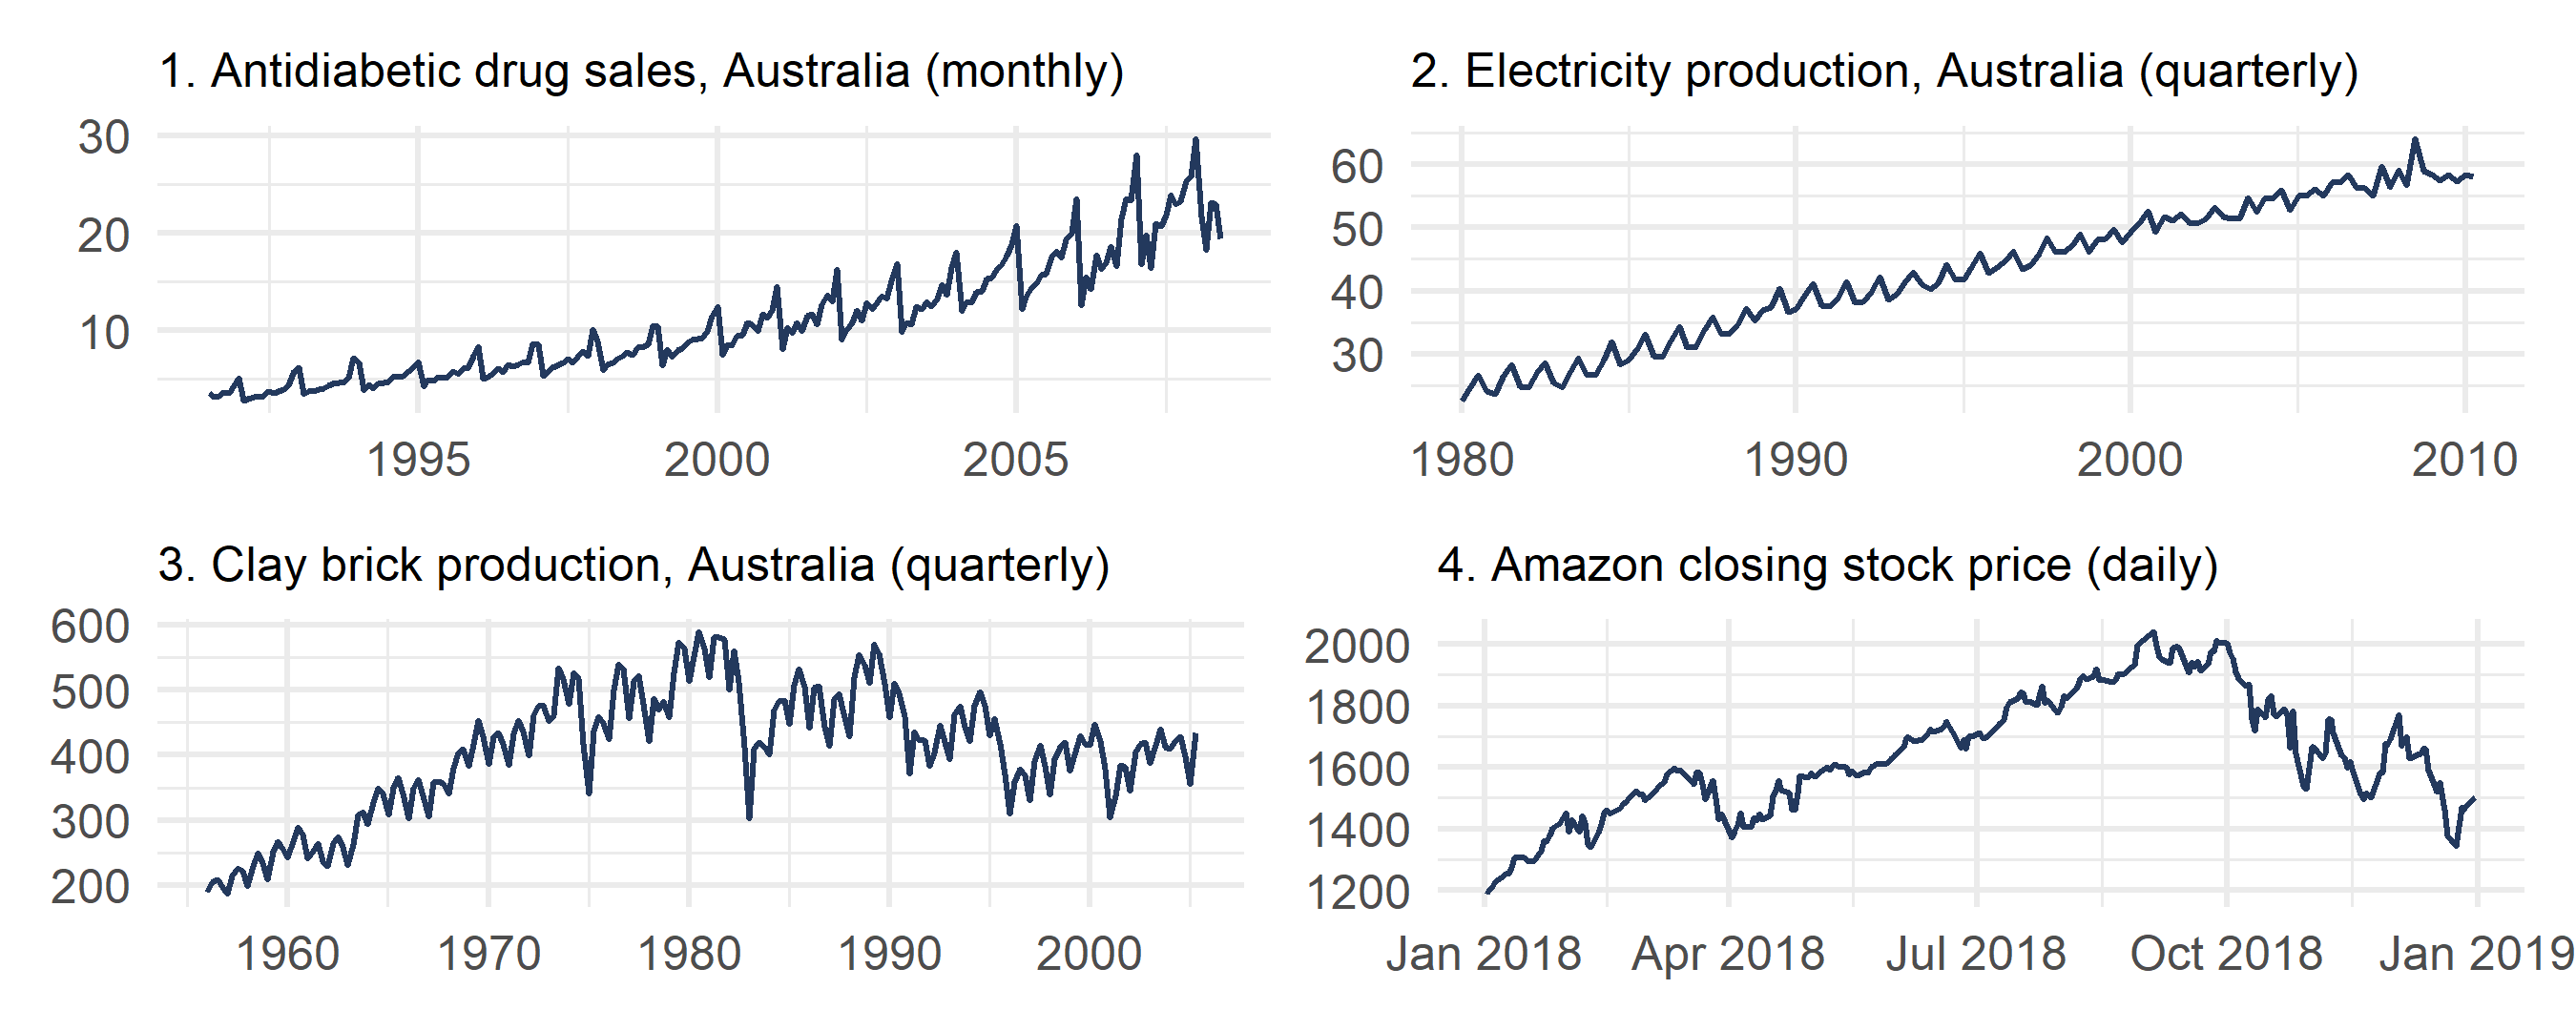 1. Antidiabetic drug sales, Australia (monthly)
30
20
10
1995 2000 2005
2. Electricity production, Australia (quarterly)
60
50
40
30
1980 1990 2000 2010
3. Clay brick production, Australia (quarterly)
600
500
400
300
200
1960 1970 1980 1990 2000
4. Amazon closing stock price (daily)
2000
1800
1600
1400
1200
Jan 2018 Apr 2018 Jul 2018 Oct 2018 Jan 2019